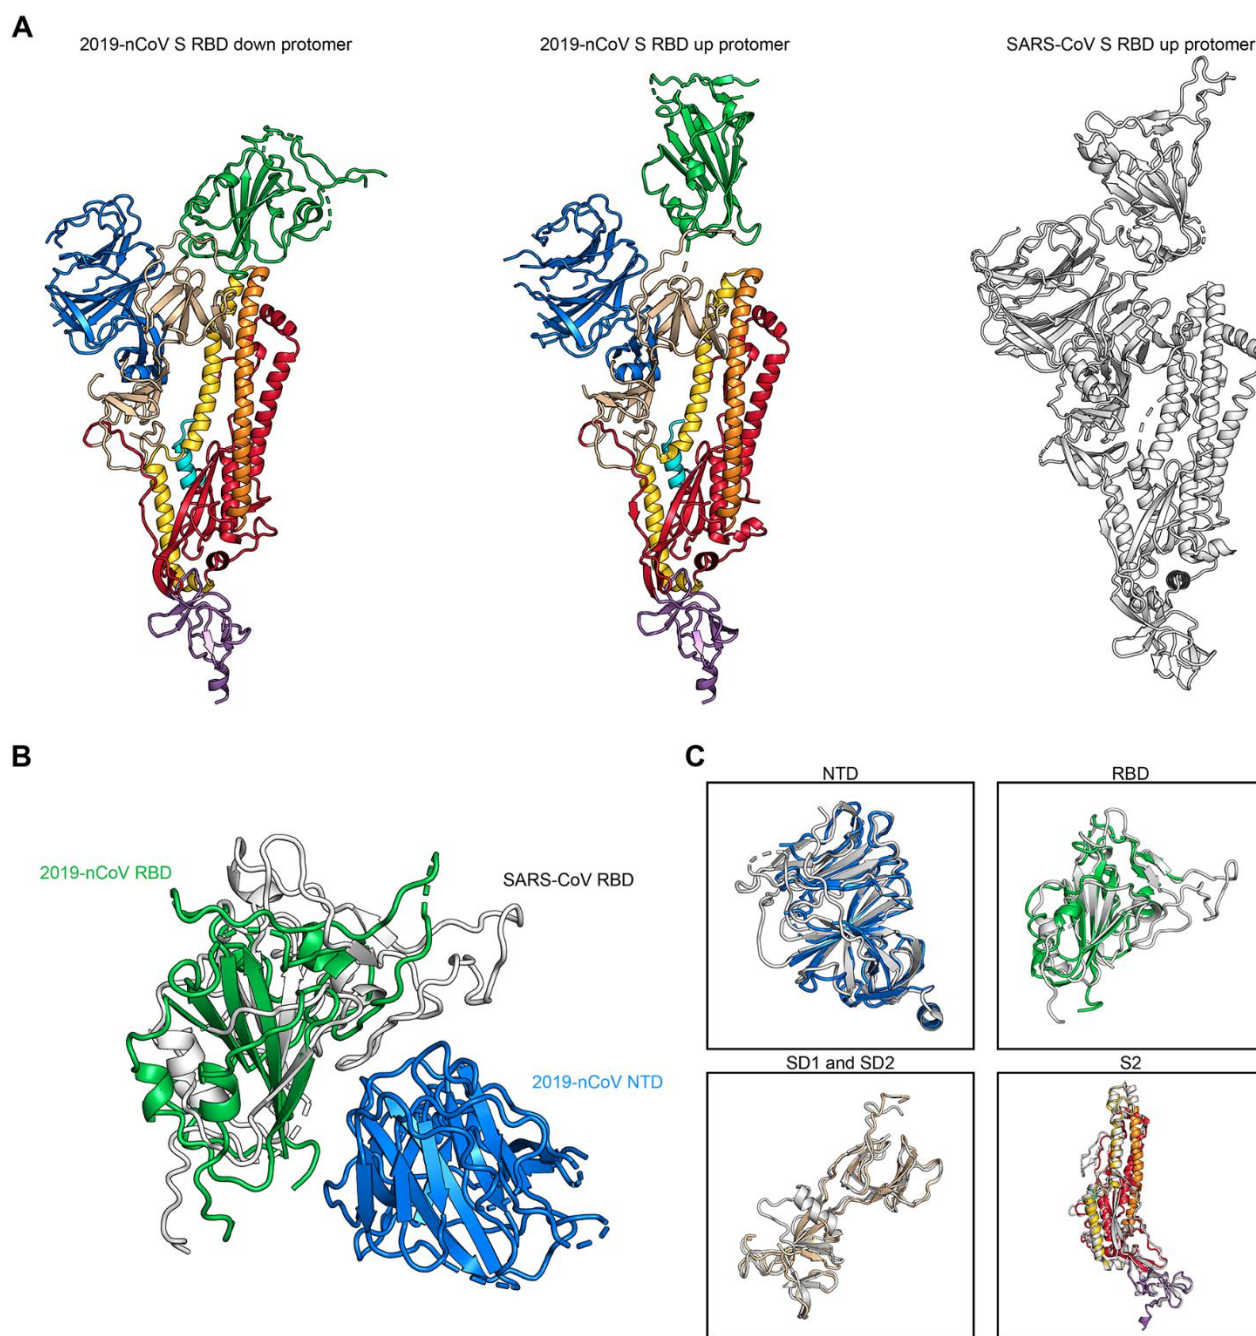 A
2019-nCoV S RBD down protomer
2019-nCoV S RBD up protomer
SARS-CoV S RBD up protomer
B
2019-nCoV RBD
SARS-CoV RBD
2019-nCoV NTD
C
NTD
RBD
SD1 and SD2
S2